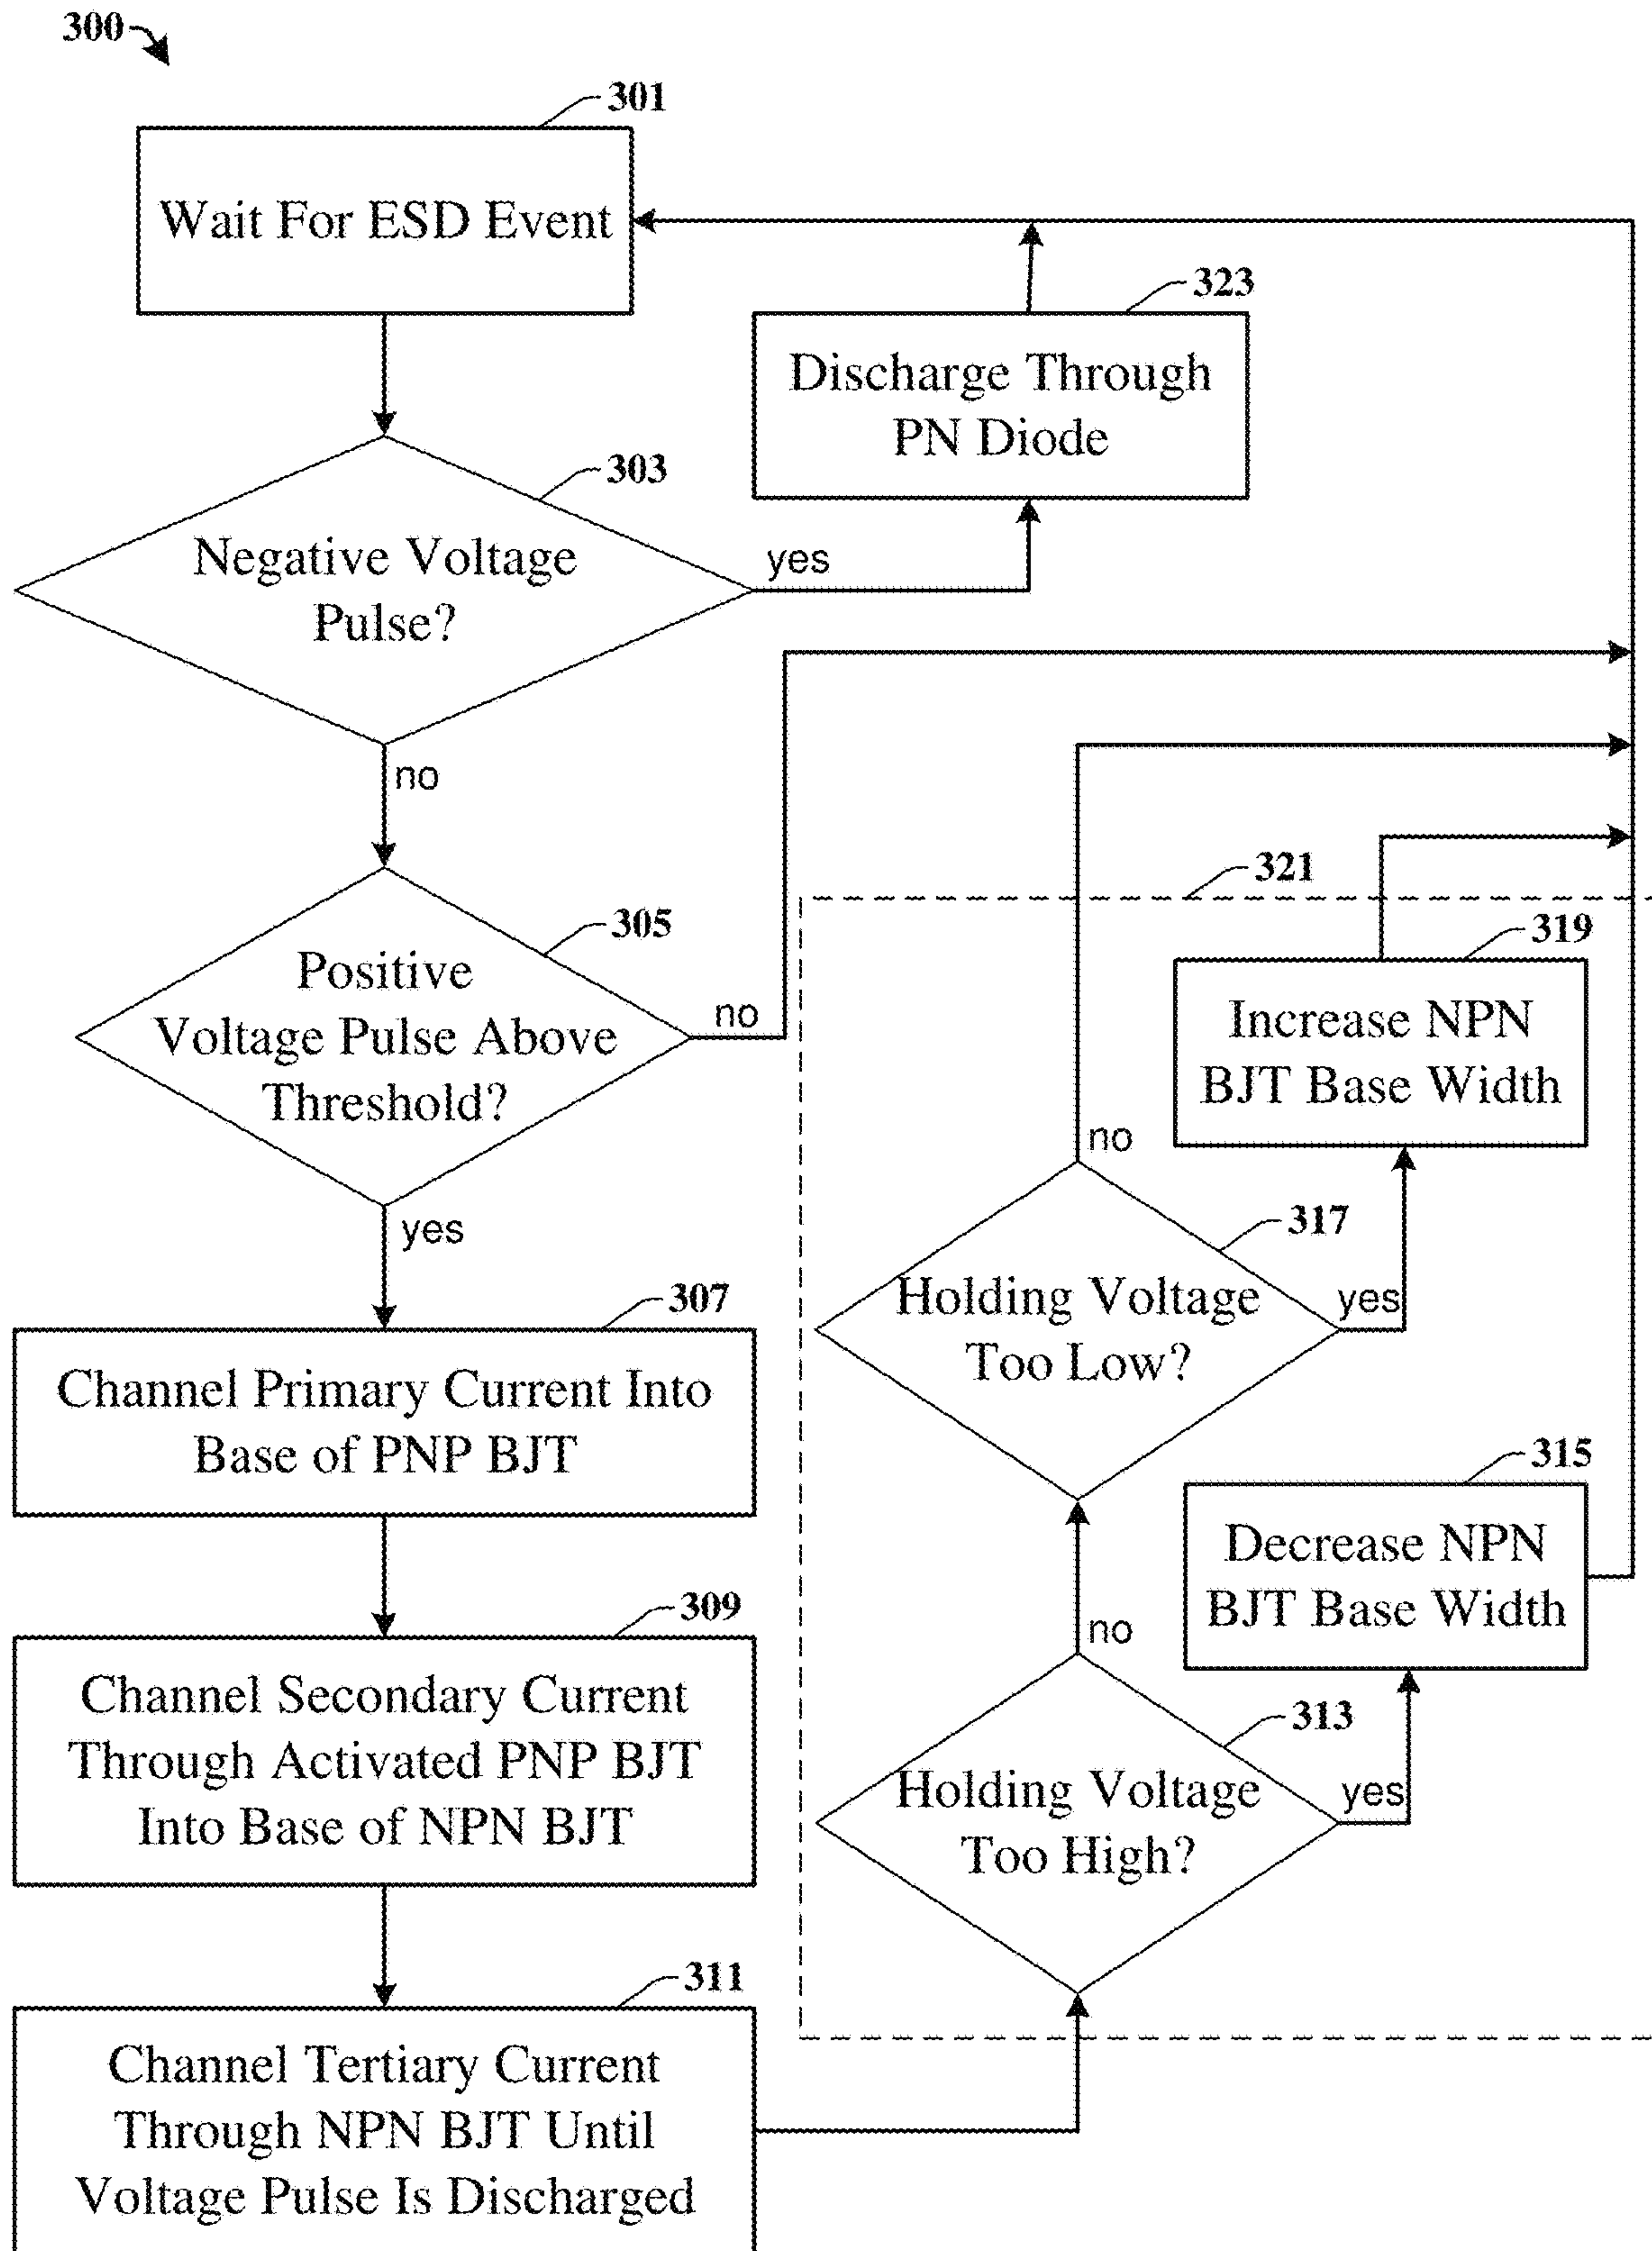 300
301
Wait For ESD Event
323
Discharge Through
PN Diode
303
Negative Voltage
Pulse?
yes
no
305
Positive
Voltage Pulse Above
Threshold?
no
yes
321
319
Increase NPN
BJT Base Width
no
317
Holding Voltage
Too Low?
yes
307
Channel Primary Current Into
Base of PNP BJT
315
Decrease NPN
BJT Base Width
no
309
Channel Secondary Current
Through Activated PNP BJT
Into Base of NPN BJT
313
Holding Voltage
Too High?
yes
311
Channel Tertiary Current
Through NPN BJT Until
Voltage Pulse Is Discharged